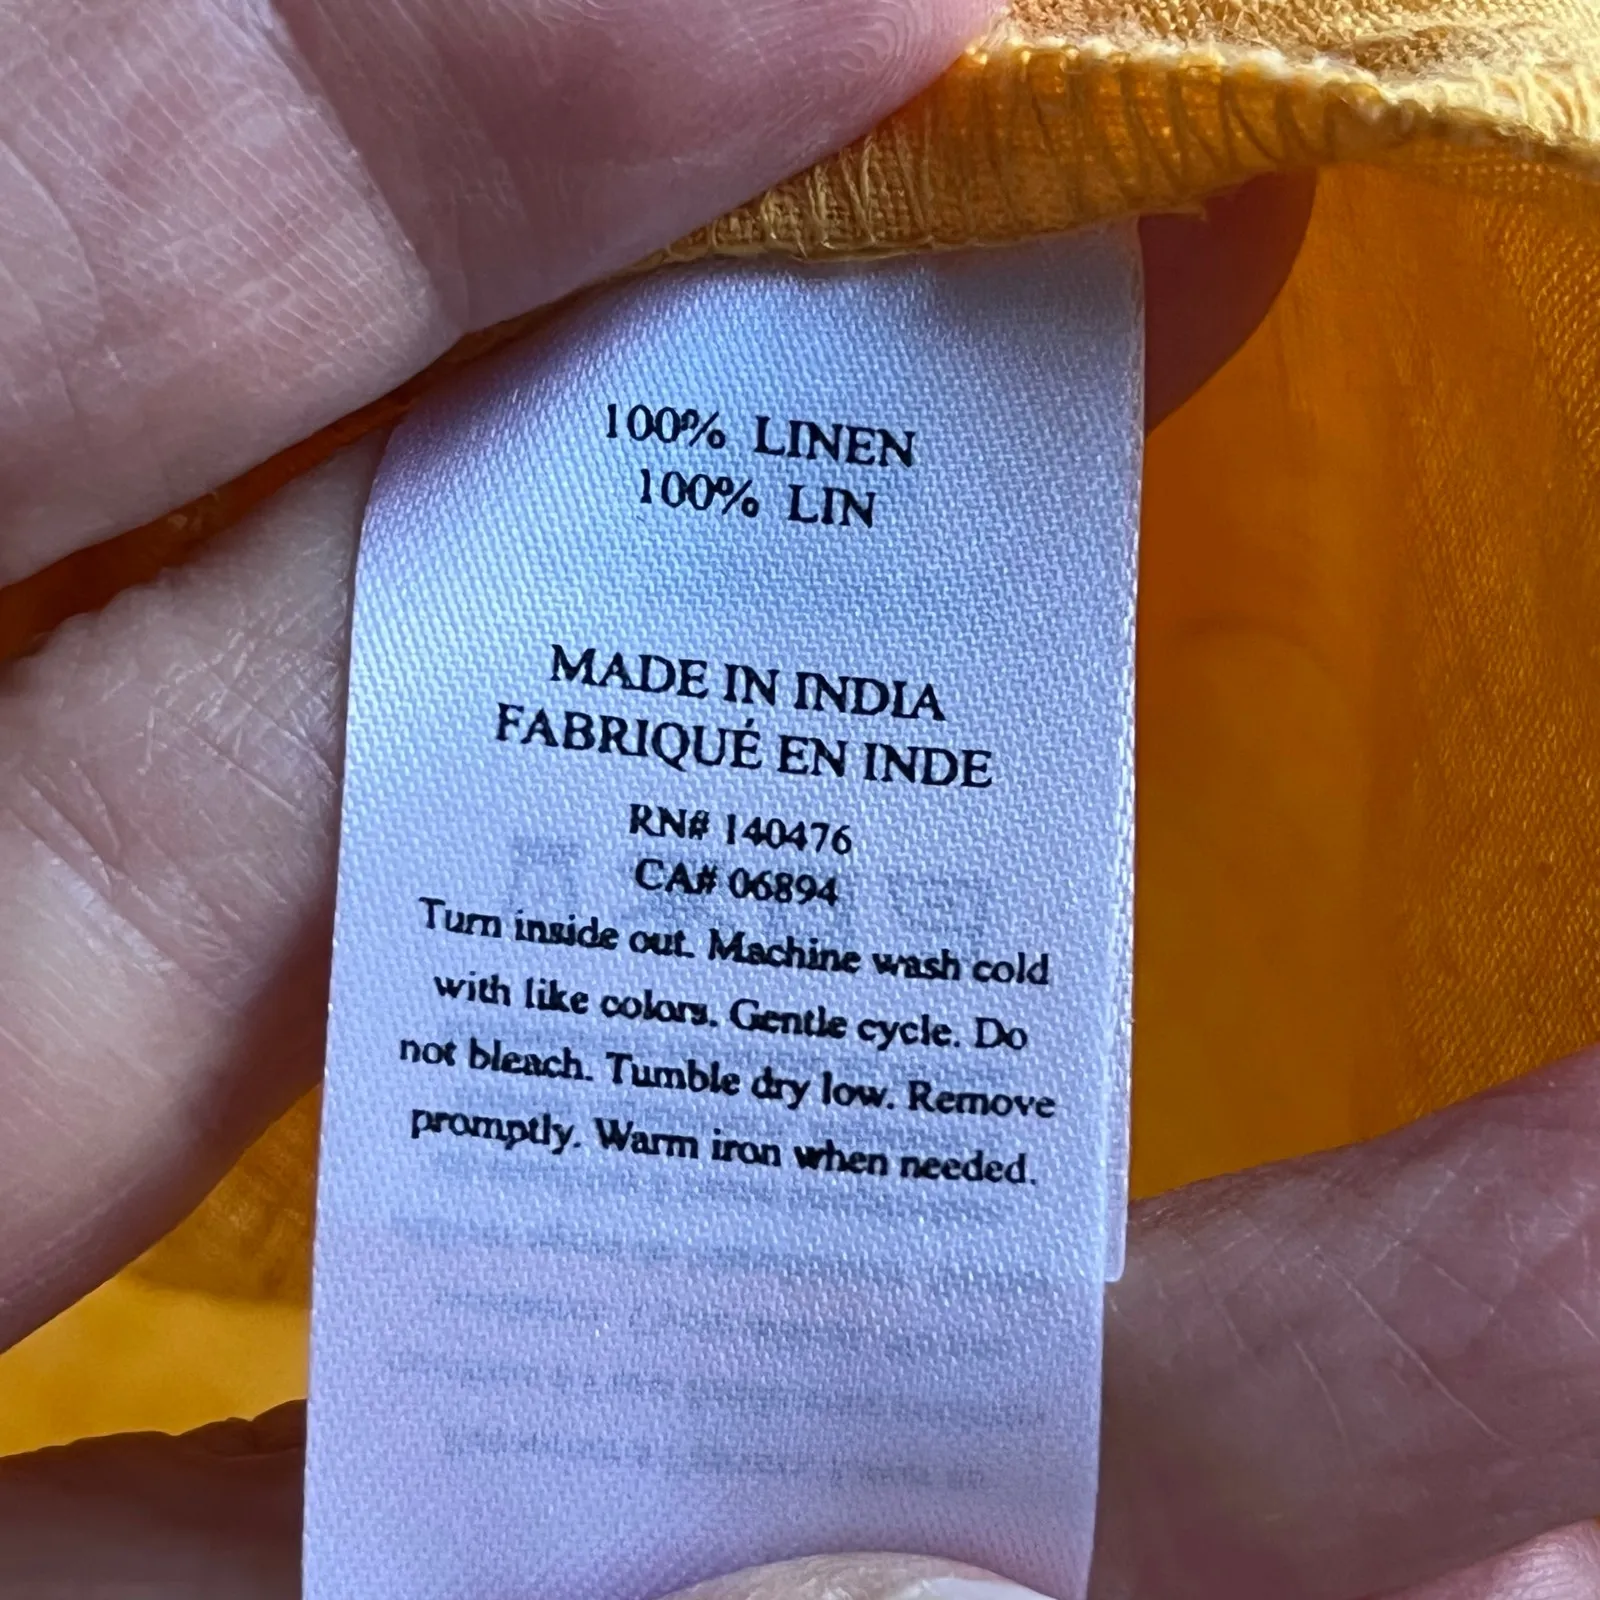 100% LINEN
100% LIN
MADE IN INDIA
FABRIQUÉ EN INDE
RN# 140476
CA# 06894
Turn inside out. Machine wash cold
with like colors. Gentle cycle. Do
not bleach. Tumble dry low. Remove
promptly. Warm iron when needed.